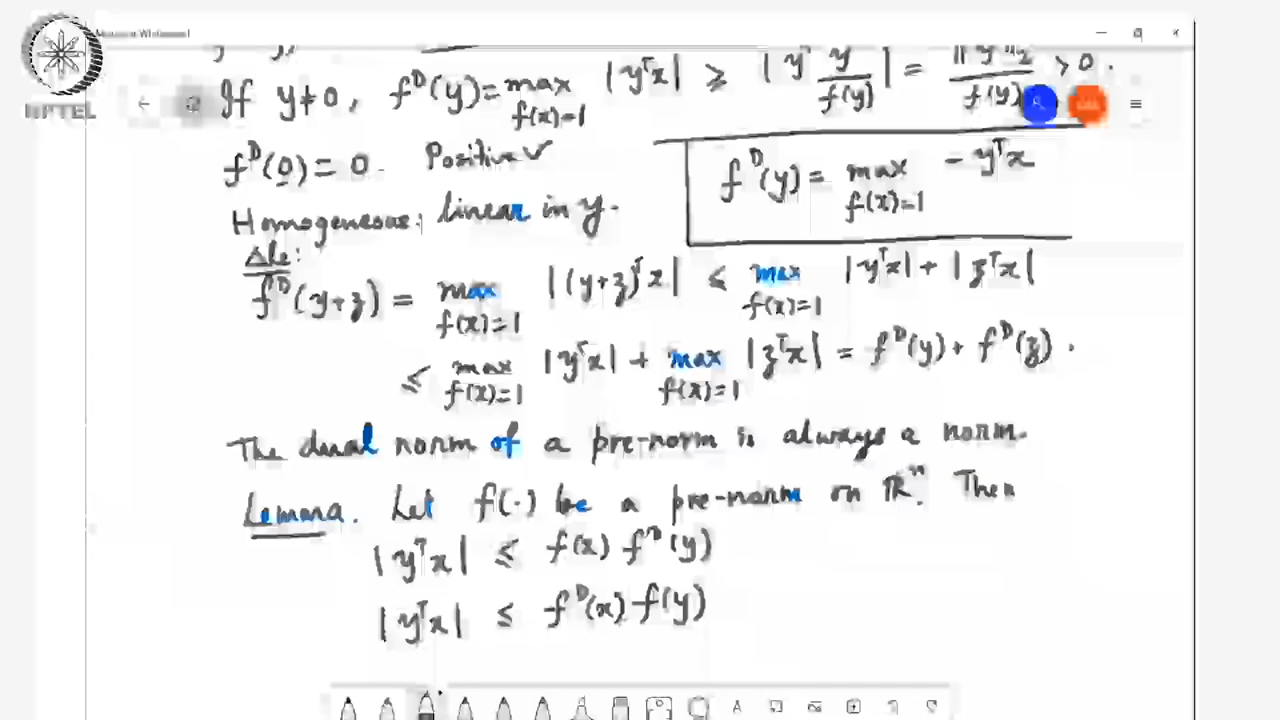 NPTEL
If y≠0, f^D(y) = max_{f(x)=1} |y^T x| ≥ |y^T y/f(y)| = ||y||_2/f(y) > 0.
f^D(0) = 0. Positive ✓
f^D(y) = max_{f(x)=1} - y^T x
Homogeneous: linear in y.
Δle:
f^D(y+z) = max_{f(x)=1} |(y+z)^T x| ≤ max_{f(x)=1} |y^T x| + |z^T x|
≤ max_{f(x)=1} |y^T x| + max_{f(x)=1} |z^T x| = f^D(y) + f^D(z).
The dual norm of a pre-norm is always a norm.
Lemma. Let f(·) be a pre-norm on ℝ^n. Then
|y^T x| ≤ f(x) f^D(y)
|y^T x| ≤ f^D(x) f(y)